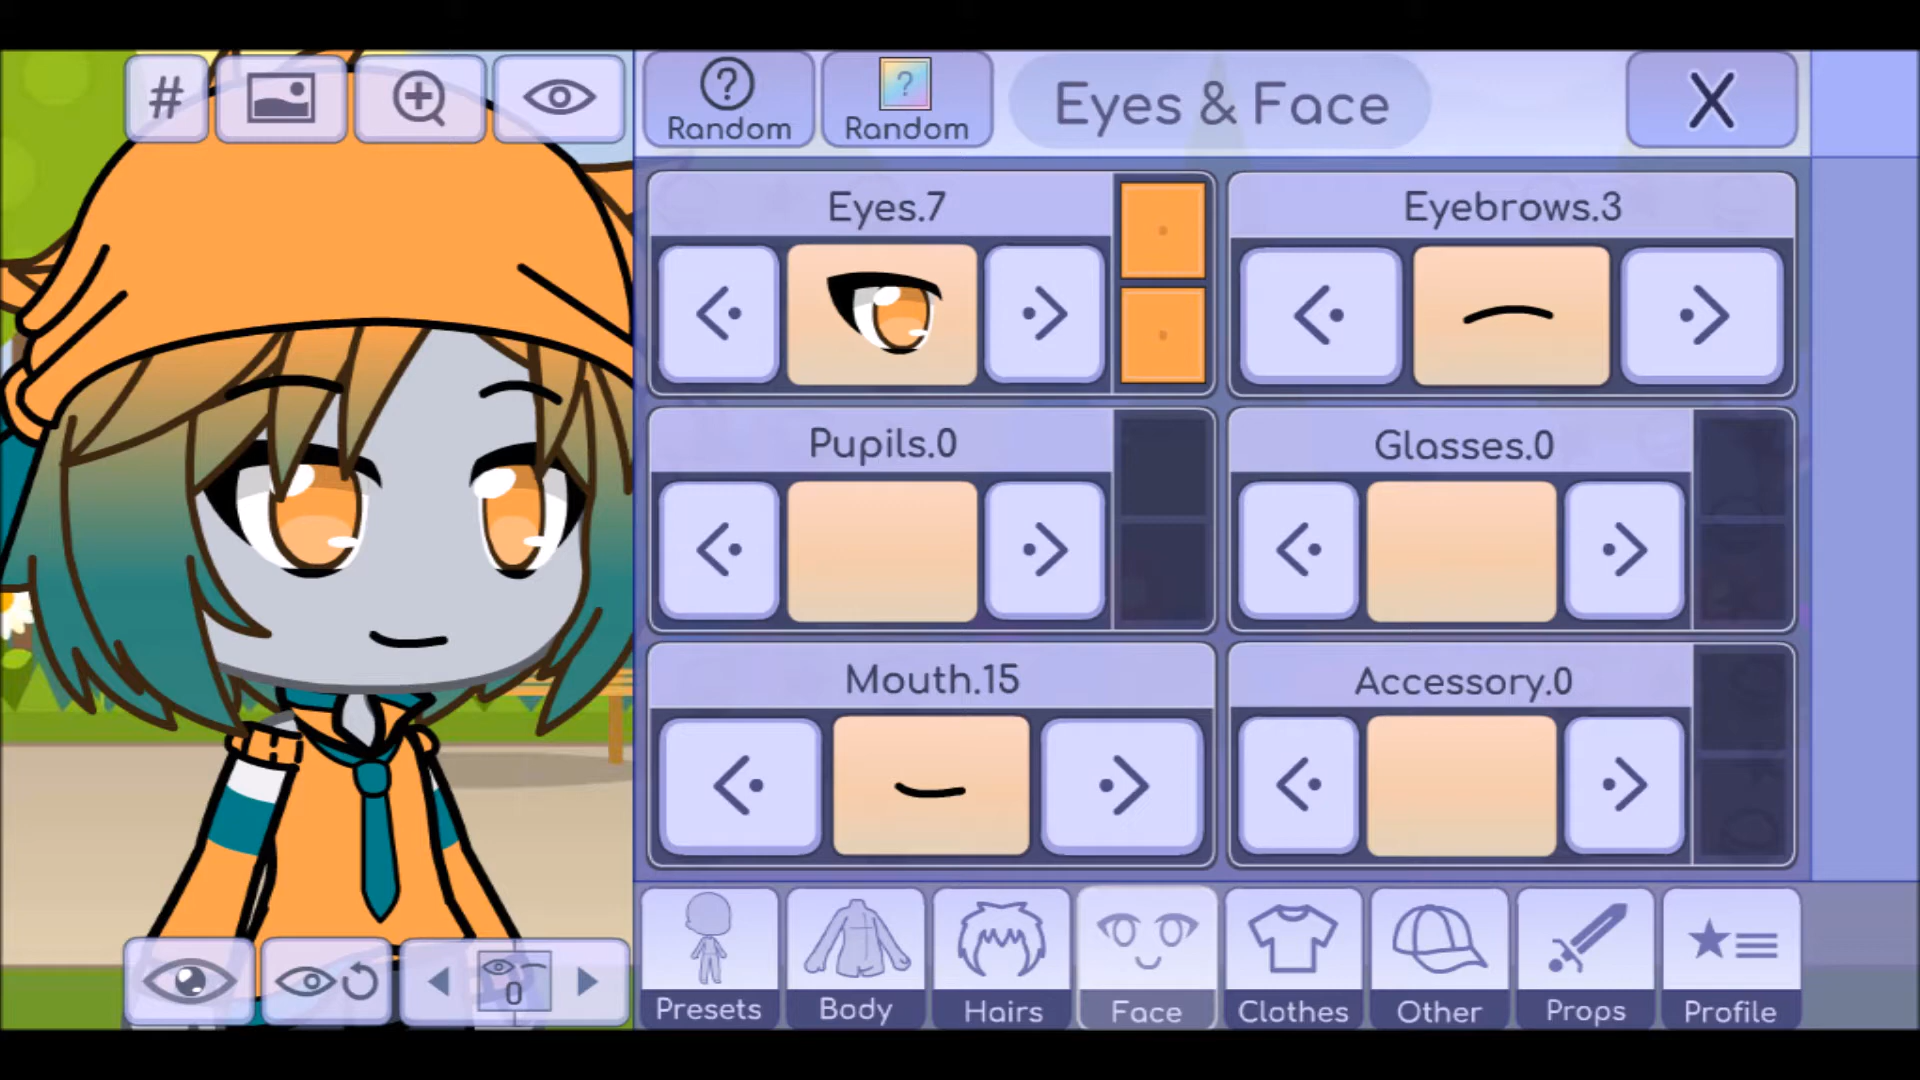 #
? Random
? Random
Eyes & Face
X
Eyes.7
Eyebrows.3
Pupils.0
Glasses.0
Mouth.15
Accessory.0
0
Presets
Body
Hairs
Face
Clothes
Other
Props
Profile